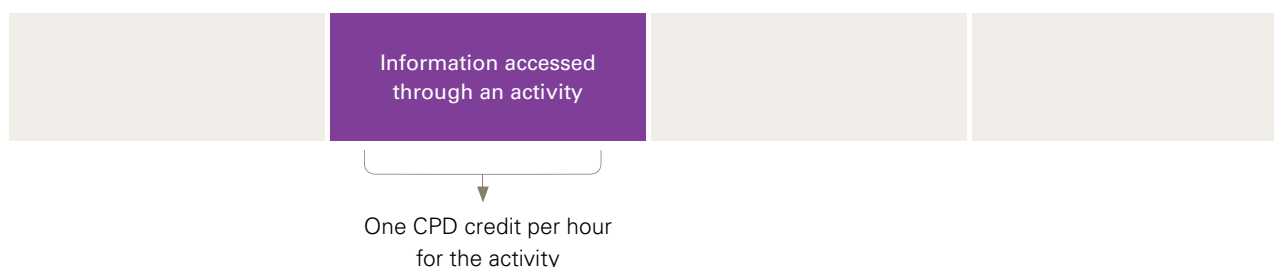 Information accessed
through an activity
One CPD credit per hour
for the activity